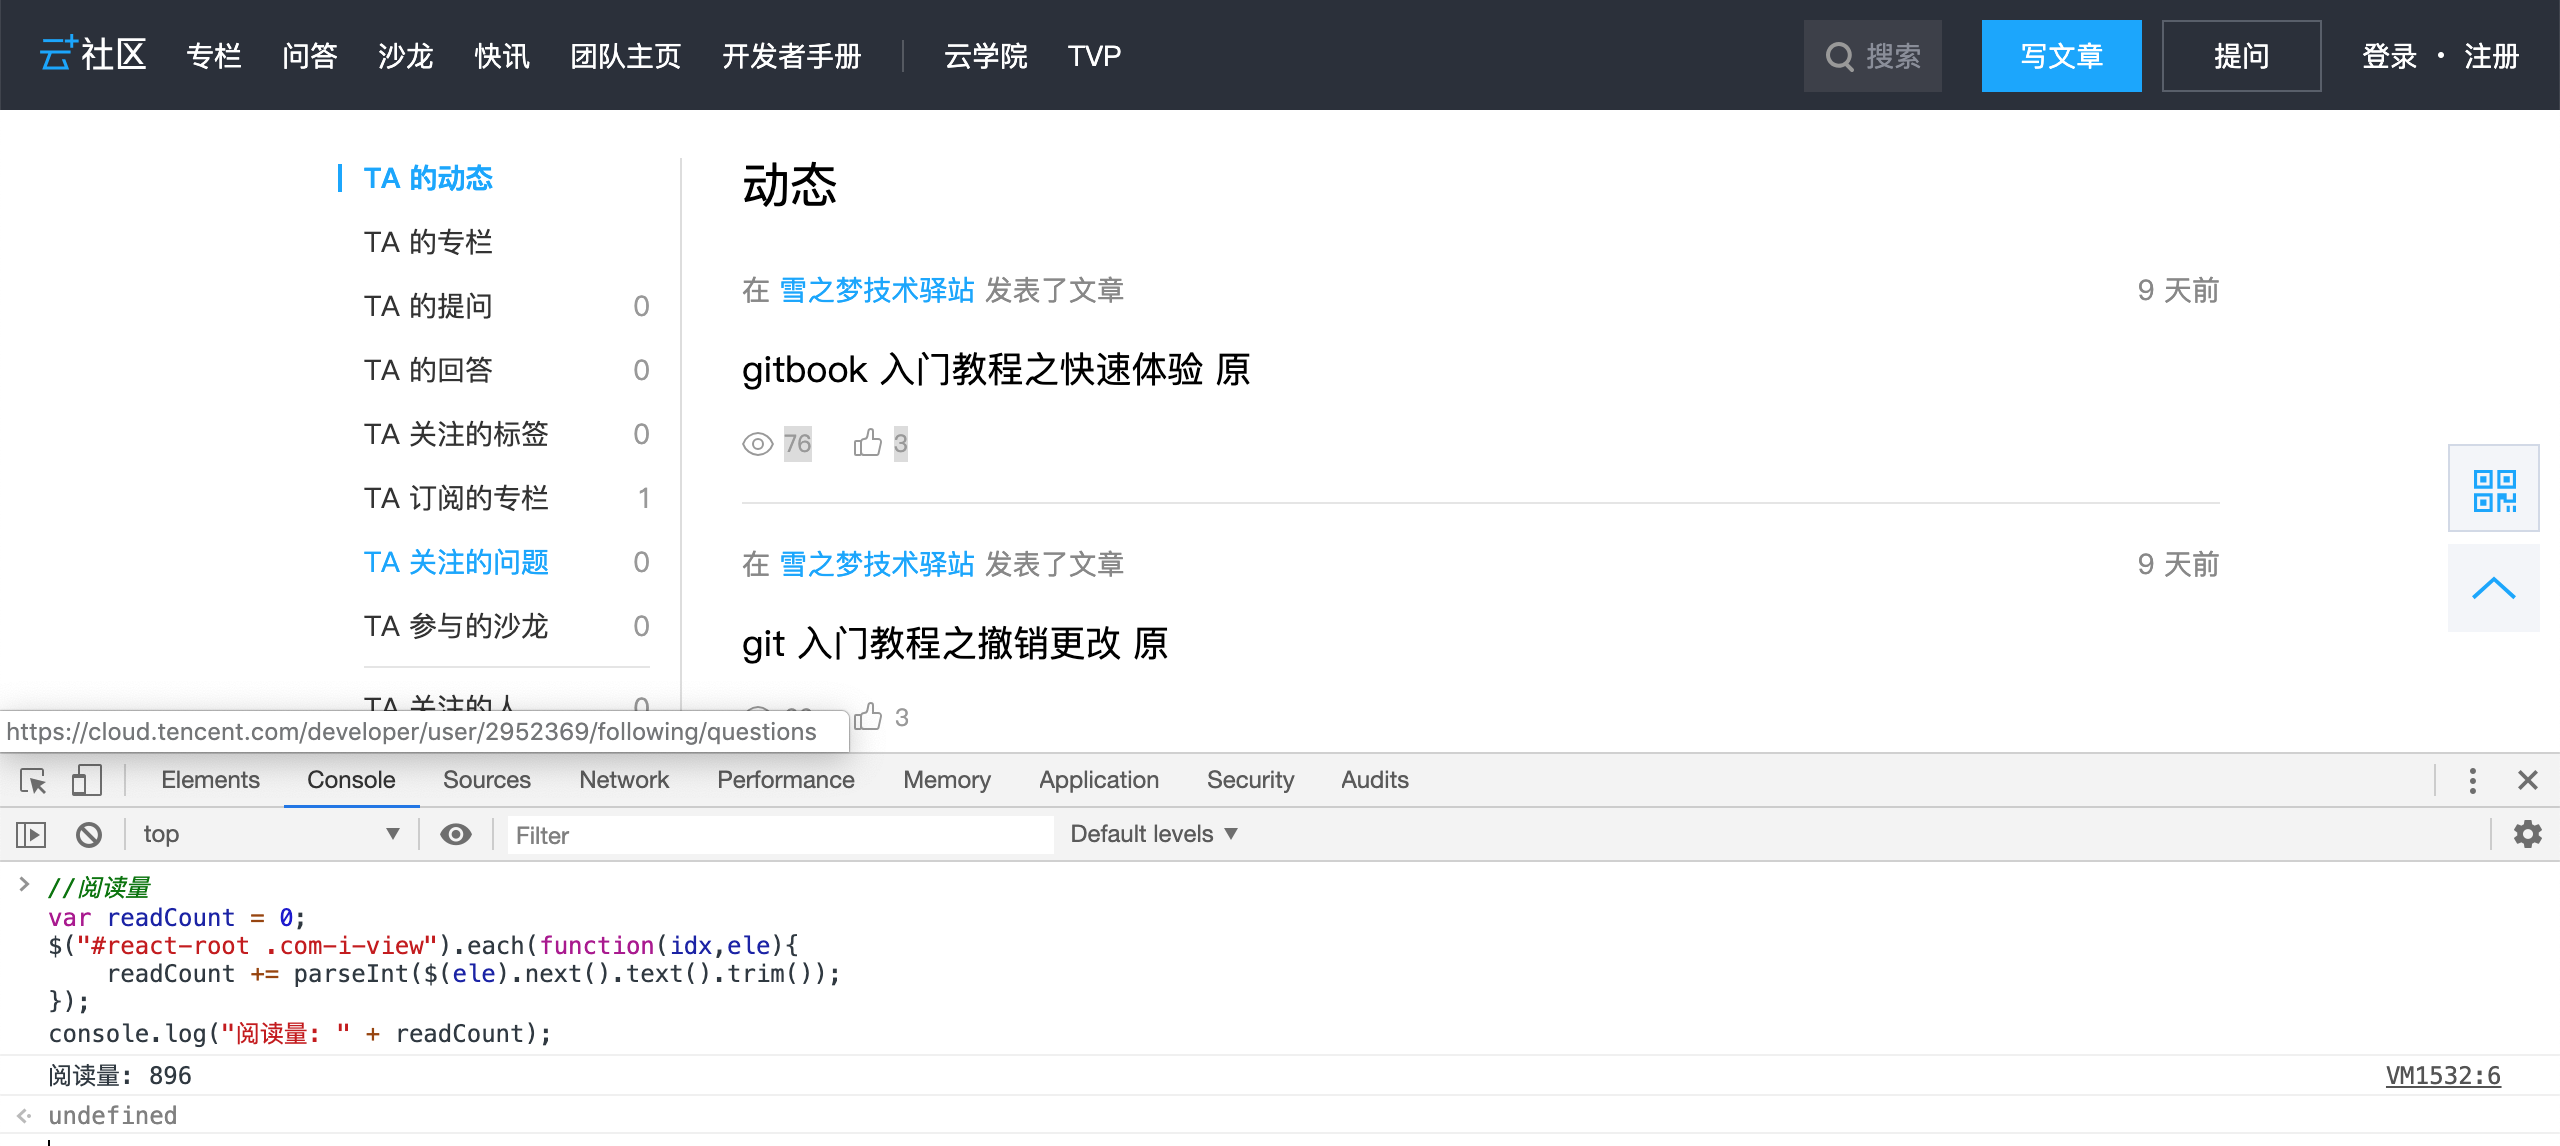 云+社区 专栏 问答 沙龙 快讯 团队主页 开发者手册 云学院 TVP 搜索 写文章 提问 登录 · 注册
TA 的动态
TA 的专栏
TA 的提问 0
TA 的回答 0
TA 关注的标签 0
TA 订阅的专栏 1
TA 关注的问题 0
TA 参与的沙龙 0
TA 关注的人 0
动态
在 雪之梦技术驿站 发表了文章 9 天前
gitbook 入门教程之快速体验 原
76 3
在 雪之梦技术驿站 发表了文章 9 天前
git 入门教程之撤销更改 原
3
https://cloud.tencent.com/developer/user/2952369/following/questions
Elements Console Sources Network Performance Memory Application Security Audits
top Filter Default levels
//阅读量
var readCount = 0;
$("#react-root .com-i-view").each(function(idx,ele){
    readCount += parseInt($(ele).next().text().trim());
});
console.log("阅读量: " + readCount);
阅读量: 896 VM1532:6
undefined